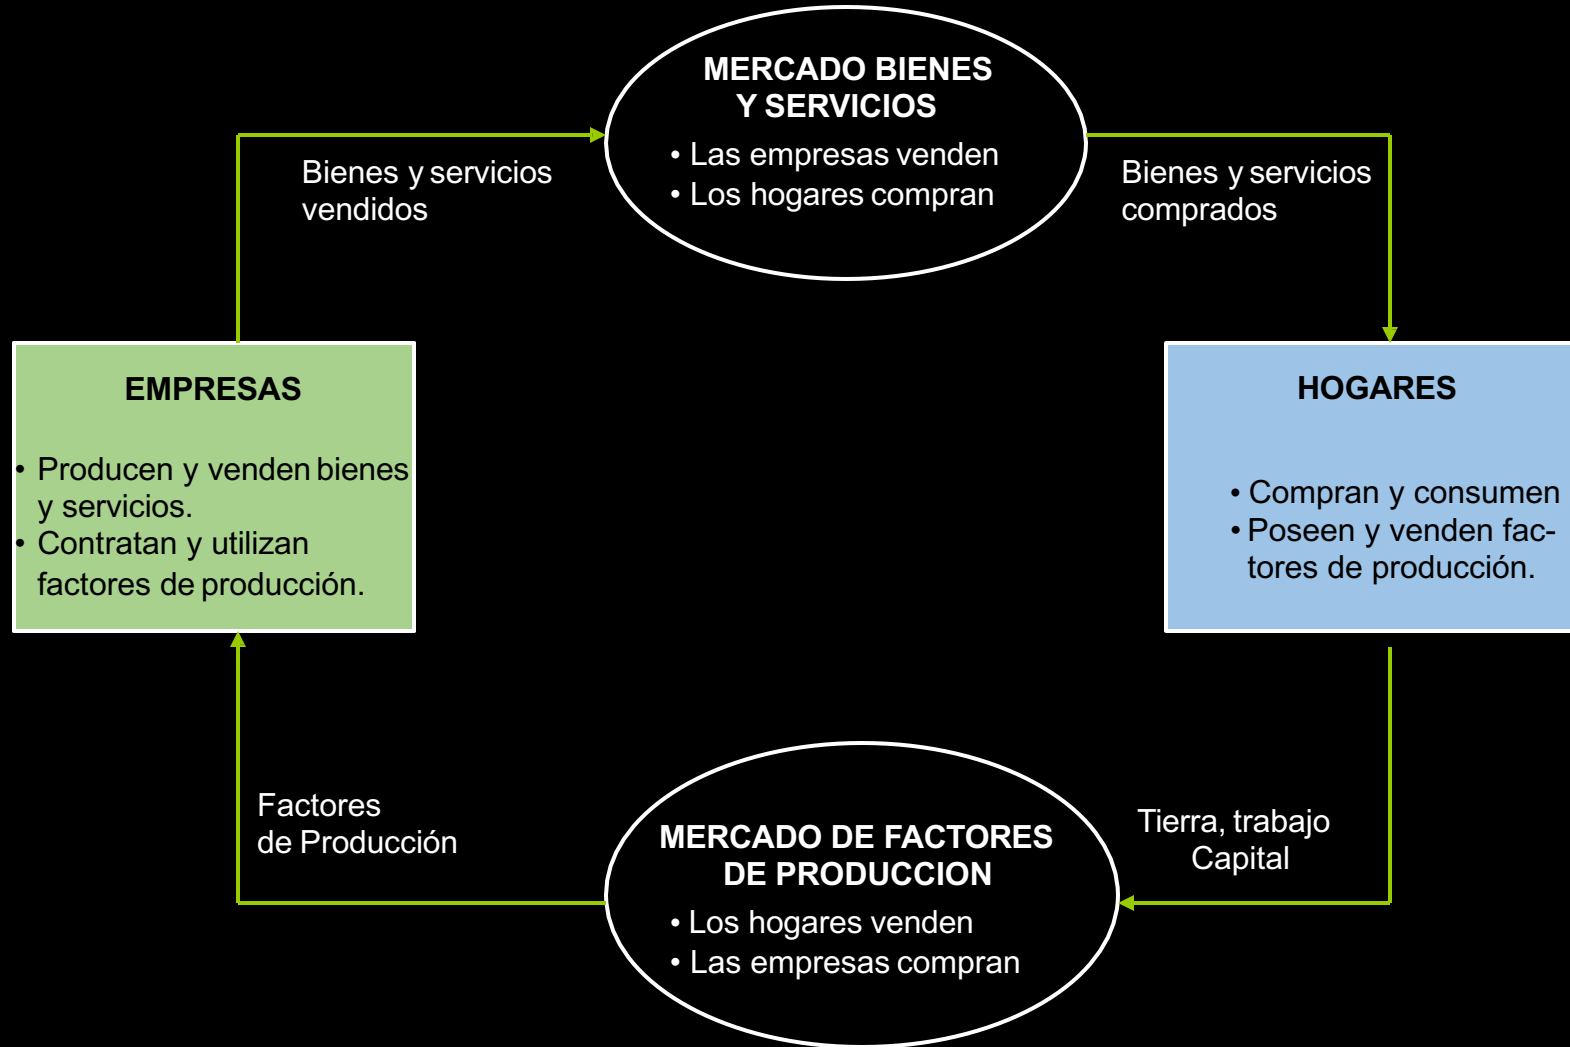 MERCADO BIENES
Y SERVICIOS
• Las empresas venden
• Los hogares compran
Bienes y servicios
vendidos
Bienes y servicios
comprados
EMPRESAS
• Producen y venden bienes
y servicios.
• Contratan y utilizan
factores de producción.
HOGARES
• Compran y consumen
• Poseen y venden fac-
tores de producción.
Factores
de Producción
MERCADO DE FACTORES
DE PRODUCCION
• Los hogares venden
• Las empresas compran
Tierra, trabajo
Capital